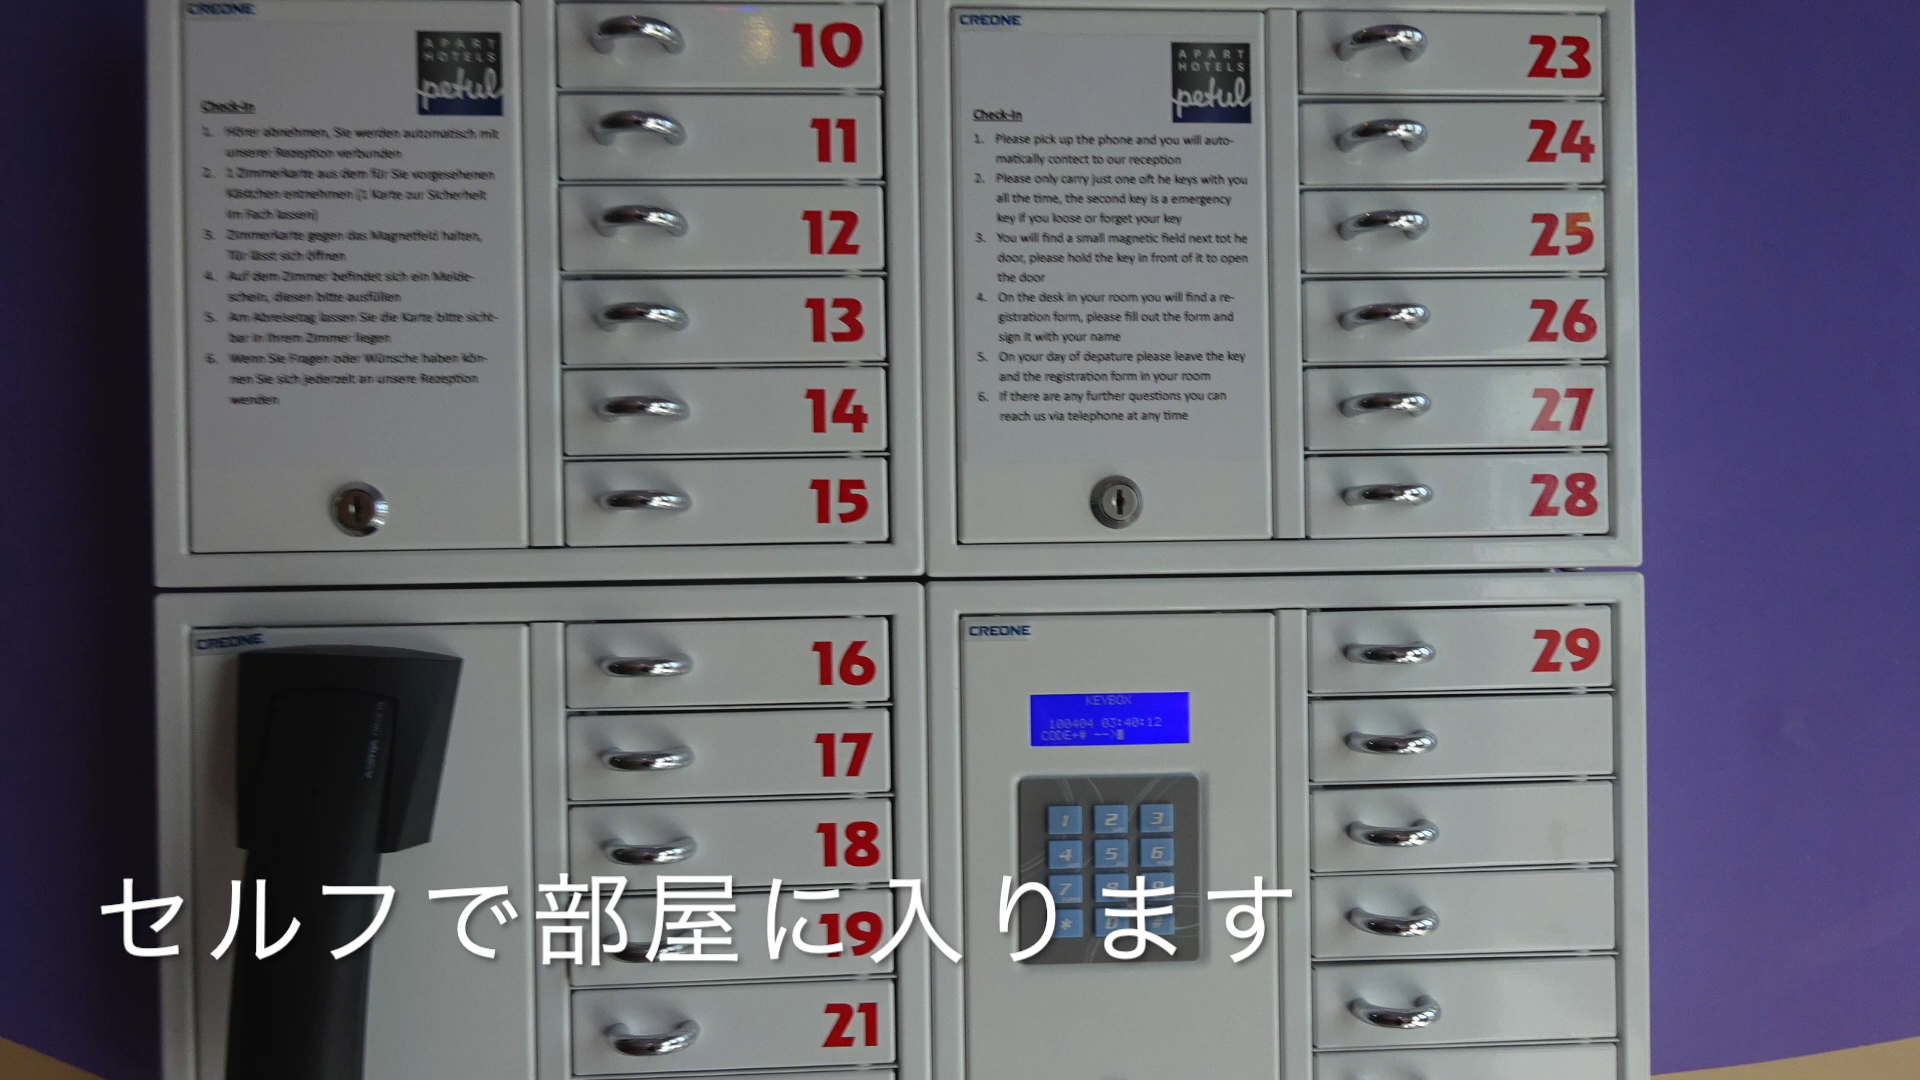 CREONE
APART
HOTELS
petul
Check-In
1. Hörer abnehmen, Sie werden automatisch mit
unserer Rezeption verbunden
2. 1 Zimmerkarte aus dem für Sie vorgesehenen
Kästchen entnehmen (1 Karte zur Sicherheit
im Fach lassen)
3. Zimmerkarte gegen das Magnetfeld halten,
Tür lässt sich öffnen
4. Auf dem Zimmer befindet sich ein Melde-
schein, diesen bitte ausfüllen
5. Am Abreisetag lassen Sie die Karte bitte sicht-
bar in Ihrem Zimmer liegen
6. Wenn Sie Fragen oder Wünsche haben kön-
nen Sie sich jederzeit an unsere Rezeption
wenden
10
11
12
13
14
15
CREONE
APART
HOTELS
petul
Check-In
1. Please pick up the phone and you will auto-
matically contect to our reception
2. Please only carry just one oft he keys with you
all the time, the second key is a emergency
key if you loose or forget your key
3. You will find a small magnetic field next tot he
door, please hold the key in front of it to open
the door
4. On the desk in your room you will find a re-
gistration form, please fill out the form and
sign it with your name
5. On your day of depature please leave the key
and the registration form in your room
6. If there are any further questions you can
reach us via telephone at any time
23
24
25
26
27
28
CREONE
16
17
18
19
21
CREONE
KEYBOX
100404 03:40:12
CODE+# -->
1 2 3
4 5 6
7 8 9
* 0 #
29
セルフで部屋に入ります